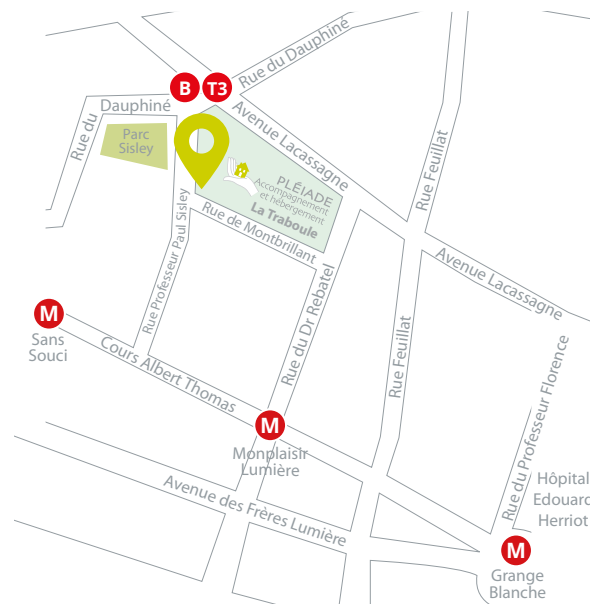 Rue du Dauphiné
B
T3
Rue du
Dauphiné
Avenue Lacassagne
Parc
Sisley
Rue Feuillat
PLÉIADE
Accompagnement
et hébergement
La Traboule
Rue Professeur Paul Sisley
Rue de Montbrillant
Avenue Lacassagne
Rue du Dr Rebatel
M
Sans
Souci
Cours Albert Thomas
Rue Feuillat
Rue du Professeur Florence
M
Monplaisir
Lumière
Avenue des Frères Lumière
Hôpital
Edouard
Herriot
M
Grange
Blanche